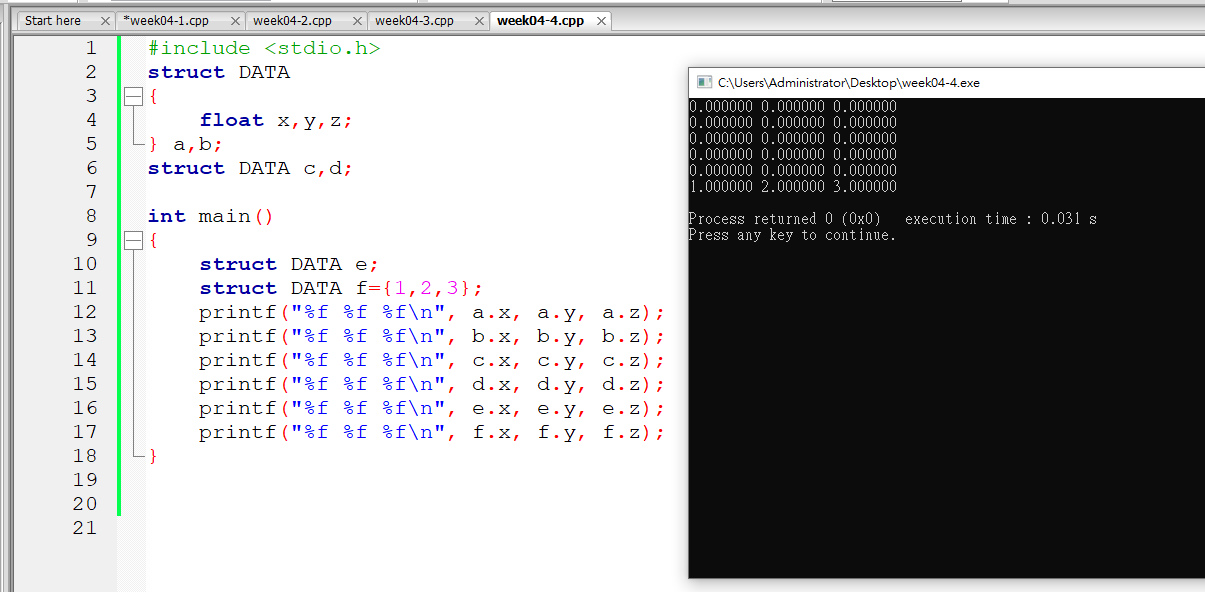 Start here *week04-1.cpp week04-2.cpp week04-3.cpp week04-4.cpp
1 #include <stdio.h>
2 struct DATA
3 {
4     float x,y,z;
5 } a,b;
6 struct DATA c,d;
7
8 int main()
9 {
10     struct DATA e;
11     struct DATA f={1,2,3};
12     printf("%f %f %f\n", a.x, a.y, a.z);
13     printf("%f %f %f\n", b.x, b.y, b.z);
14     printf("%f %f %f\n", c.x, c.y, c.z);
15     printf("%f %f %f\n", d.x, d.y, d.z);
16     printf("%f %f %f\n", e.x, e.y, e.z);
17     printf("%f %f %f\n", f.x, f.y, f.z);
18 }
19
20
21
C:\Users\Administrator\Desktop\week04-4.exe
0.000000 0.000000 0.000000
0.000000 0.000000 0.000000
0.000000 0.000000 0.000000
0.000000 0.000000 0.000000
0.000000 0.000000 0.000000
1.000000 2.000000 3.000000
Process returned 0 (0x0)   execution time : 0.031 s
Press any key to continue.